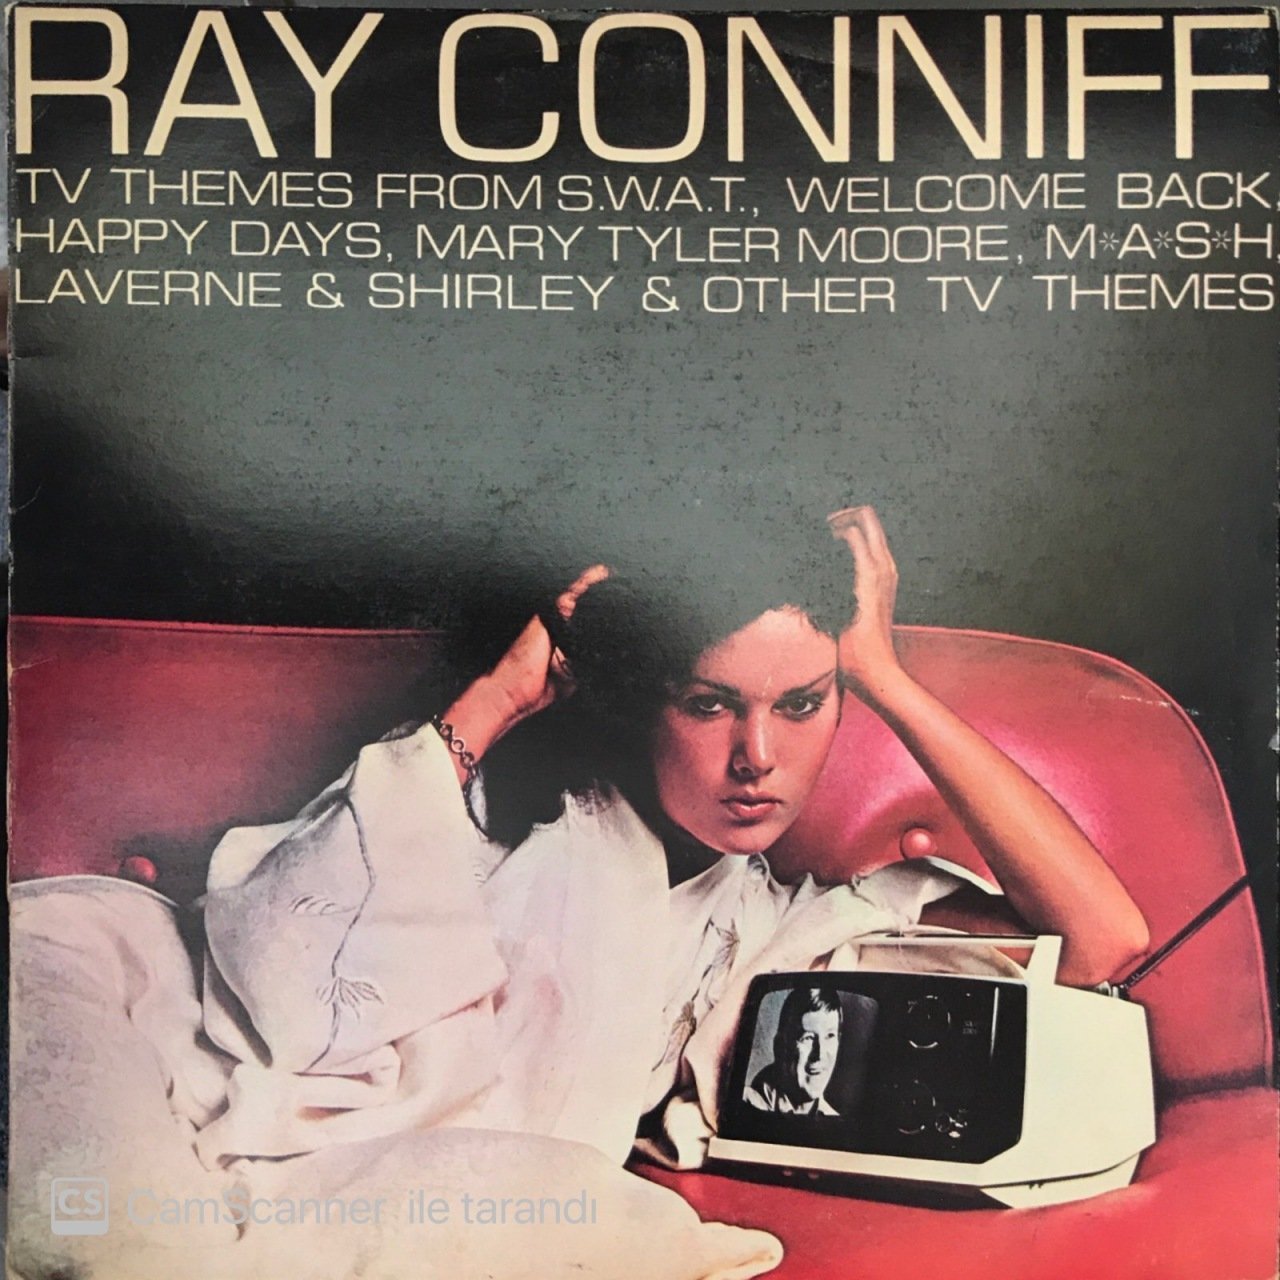 RAY CONNIFF
TV THEMES FROM S.W.A.T., WELCOME BACK,
HAPPY DAYS, MARY TYLER MOORE, M*A*S*H,
LAVERNE & SHIRLEY & OTHER TV THEMES
CS CamScanner ile tarandı